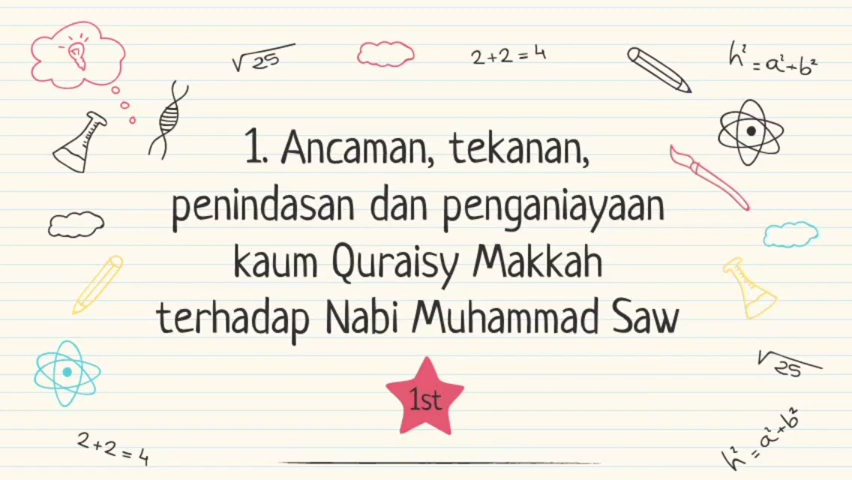 √25
2+2=4
h²=a²+b²
1. Ancaman, tekanan,
penindasan dan penganiayaan
kaum Quraisy Makkah
terhadap Nabi Muhammad Saw
1st
√25
2+2=4
h²=a²+b²